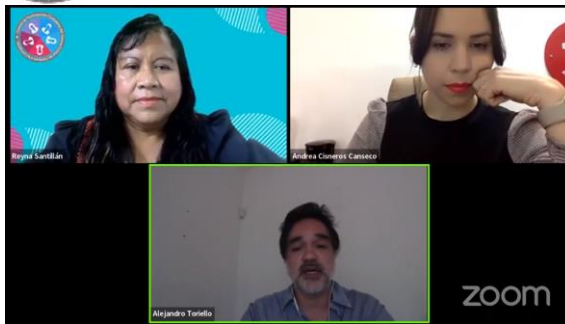 Reyna Santillán
Andrea Cisneros Canseco
Alejandro Toriello
zoom